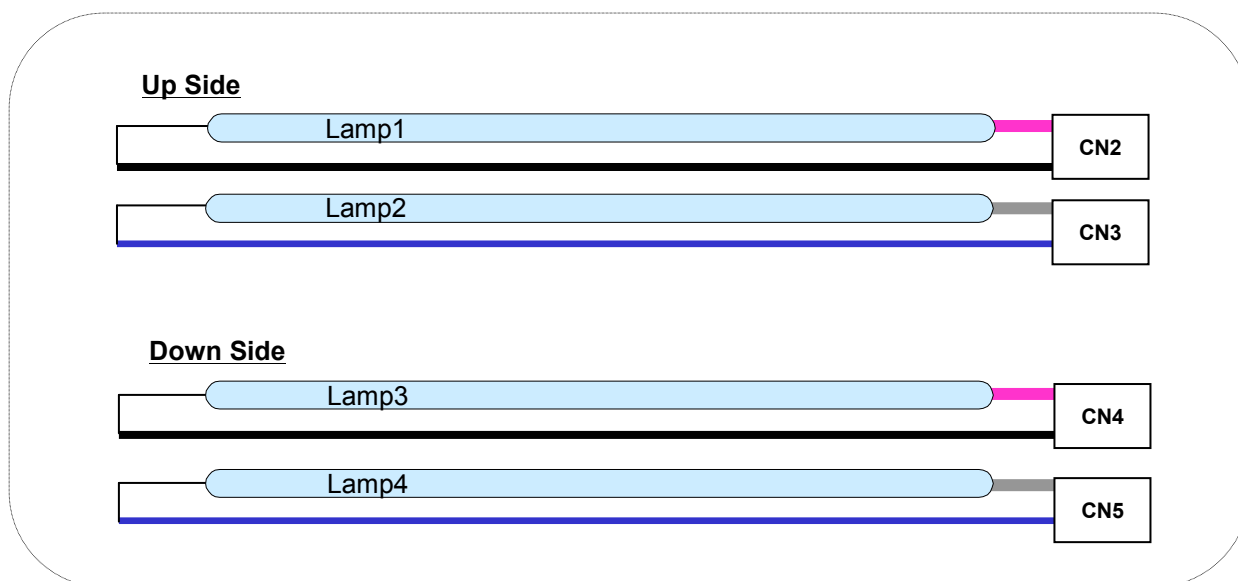 Up Side
Lamp1
CN2
Lamp2
CN3
Down Side
Lamp3
CN4
Lamp4
CN5